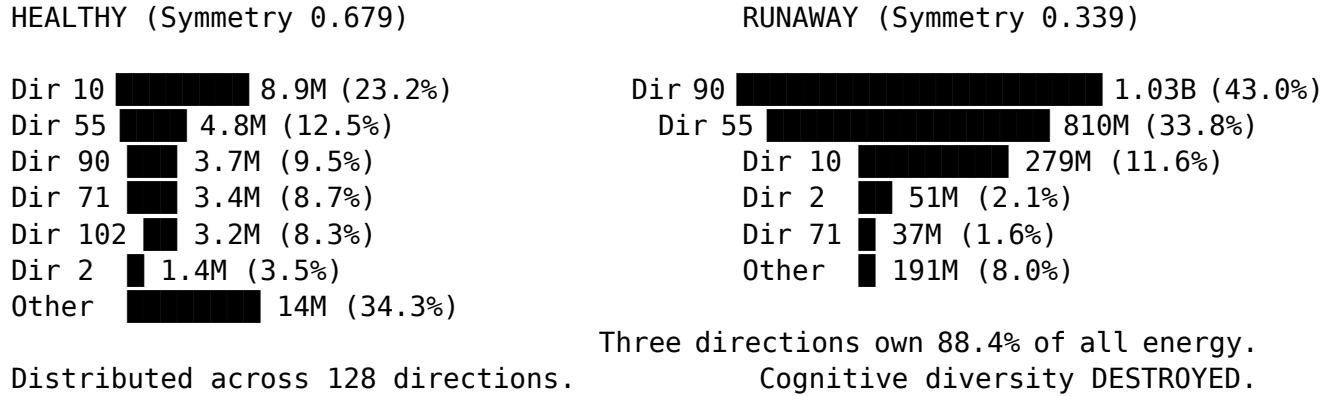 HEALTHY (Symmetry 0.679)
Dir 10 ████████ 8.9M (23.2%)
Dir 55 ████ 4.8M (12.5%)
Dir 90 ███ 3.7M (9.5%)
Dir 71 ███ 3.4M (8.7%)
Dir 102 ██ 3.2M (8.3%)
Dir 2 █ 1.4M (3.5%)
Other ████████ 14M (34.3%)
Distributed across 128 directions.
RUNAWAY (Symmetry 0.339)
Dir 90 ██████████████████████ 1.03B (43.0%)
Dir 55 █████████████████ 810M (33.8%)
Dir 10 █████████ 279M (11.6%)
Dir 2 ██ 51M (2.1%)
Dir 71 █ 37M (1.6%)
Other █ 191M (8.0%)
Three directions own 88.4% of all energy.
Cognitive diversity DESTROYED.